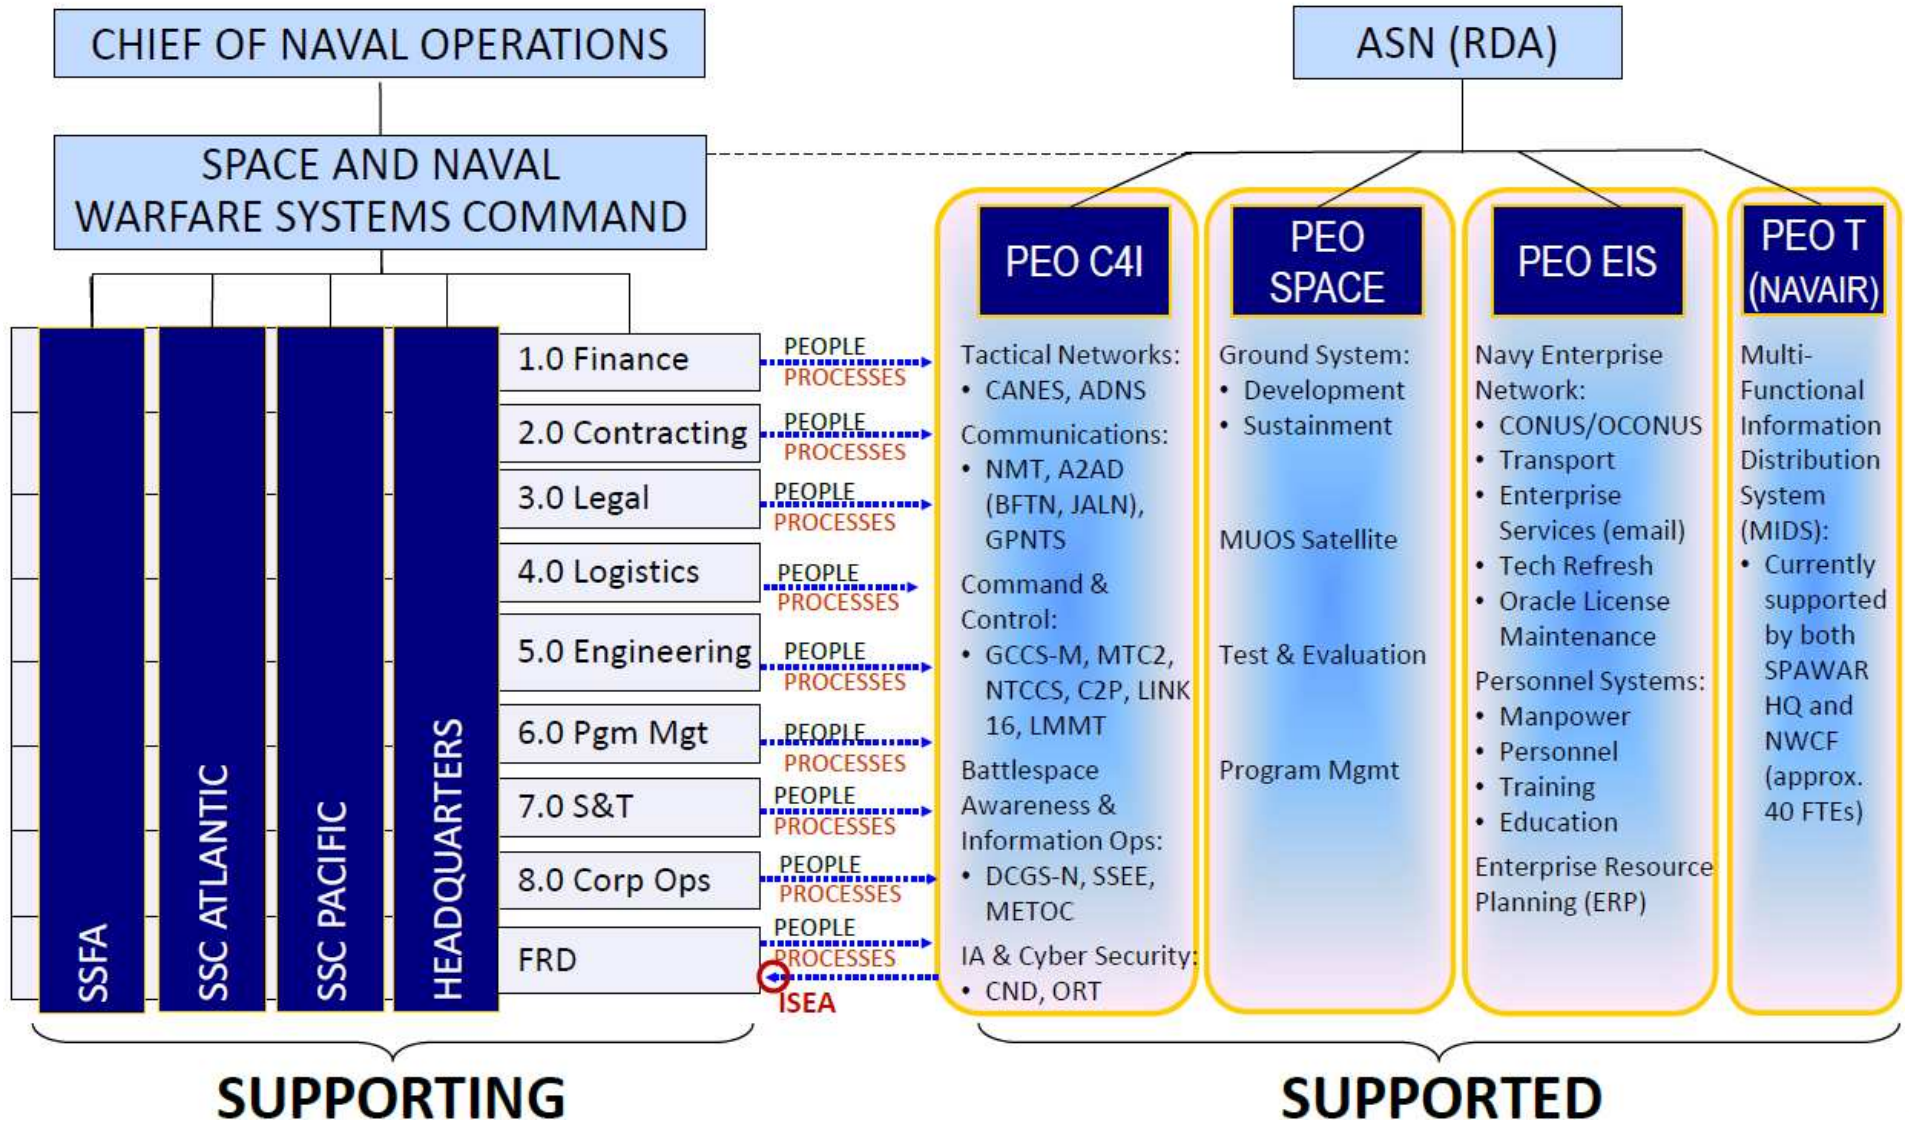 CHIEF OF NAVAL OPERATIONS
SPACE AND NAVAL
WARFARE SYSTEMS COMMAND
SSFA
SSC ATLANTIC
SSC PACIFIC
HEADQUARTERS
1.0 Finance
PEOPLE
PROCESSES
2.0 Contracting
PEOPLE
PROCESSES
3.0 Legal
PEOPLE
PROCESSES
4.0 Logistics
PEOPLE
PROCESSES
5.0 Engineering
PEOPLE
PROCESSES
6.0 Pgm Mgt
PEOPLE
PROCESSES
7.0 S&T
PEOPLE
PROCESSES
8.0 Corp Ops
PEOPLE
PROCESSES
FRD
PEOPLE
PROCESSES
ISEA
SUPPORTING
ASN (RDA)
PEO C4I
Tactical Networks:
• CANES, ADNS
Communications:
• NMT, A2AD
(BFTN, JALN),
GPNTS
Command &
Control:
• GCCS-M, MTC2,
NTCCS, C2P, LINK
16, LMMT
Battlespace
Awareness &
Information Ops:
• DCGS-N, SSEE,
METOC
IA & Cyber Security:
• CND, ORT
PEO
SPACE
Ground System:
• Development
• Sustainment
MUOS Satellite
Test & Evaluation
Program Mgmt
PEO EIS
Navy Enterprise
Network:
• CONUS/OCONUS
• Transport
• Enterprise
Services (email)
• Tech Refresh
• Oracle License
Maintenance
Personnel Systems:
• Manpower
• Personnel
• Training
• Education
Enterprise Resource
Planning (ERP)
PEO T
(NAVAIR)
Multi-
Functional
Information
Distribution
System
(MIDS):
• Currently
supported
by both
SPAWAR
HQ and
NWCF
(approx.
40 FTEs)
SUPPORTED